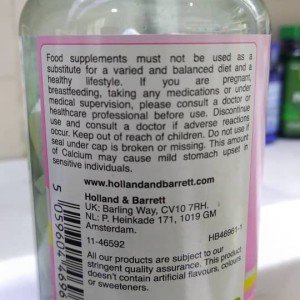 Food supplements must not be used as a
substitute for a varied and balanced diet and a
healthy lifestyle. If you are pregnant,
breastfeeding, taking any medications or under
medical supervision, please consult a doctor or
healthcare professional before use. Discontinue
use and consult a doctor if adverse reactions
occur. Keep out of reach of children. Do not use if
seal under cap is broken or missing. This amount
of Calcium may cause mild stomach upset in
sensitive individuals.
www.hollandandbarrett.com
Holland & Barrett
UK: Barling Way, CV10 7RH.
NL: P. Heinkade 171, 1019 GM
Amsterdam.
11-46592
HB46961-1
All our products are subject to our
stringent quality assurance. This product
doesn't contain artificial flavours, colours
or sweeteners.